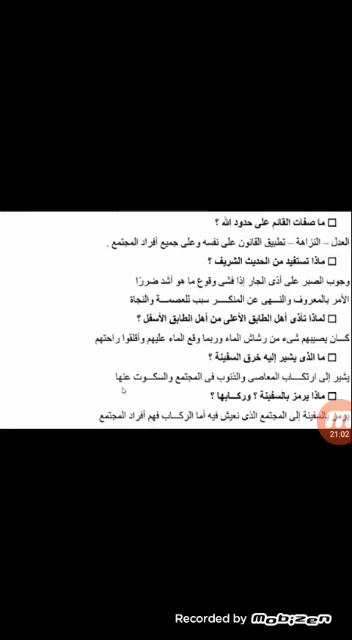 ☐ ما صفات القائم على حدود الله ؟
العدل – النزاهة – تطبيق القانون على نفسه وعلى جميع أفراد المجتمع .
☐ ماذا تستفيد من الحديث الشريف ؟
وجوب الصبر على أذى الجار إذا خشى وقوع ما هو أشد ضررًا
الأمر بالمعروف والنهى عن المنكر سبب للعصمة والنجاة
☐ لماذا تأذى أهل الطابق الأعلى من أهل الطابق الأسفل ؟
كان يصيبهم شىء من رشاش الماء وربما وقع الماء عليهم وأقلقوا راحتهم
☐ ما الذى يشير إليه خرق السفينة ؟
يشير إلى ارتكاب المعاصى والذنوب فى المجتمع والسكوت عنها
☐ ماذا يرمز بالسفينة ؟ وركابها ؟
يرمز بالسفينة إلى المجتمع الذى نعيش فيه أما الركاب فهم أفراد المجتمع
21:02
Recorded by Mobizen